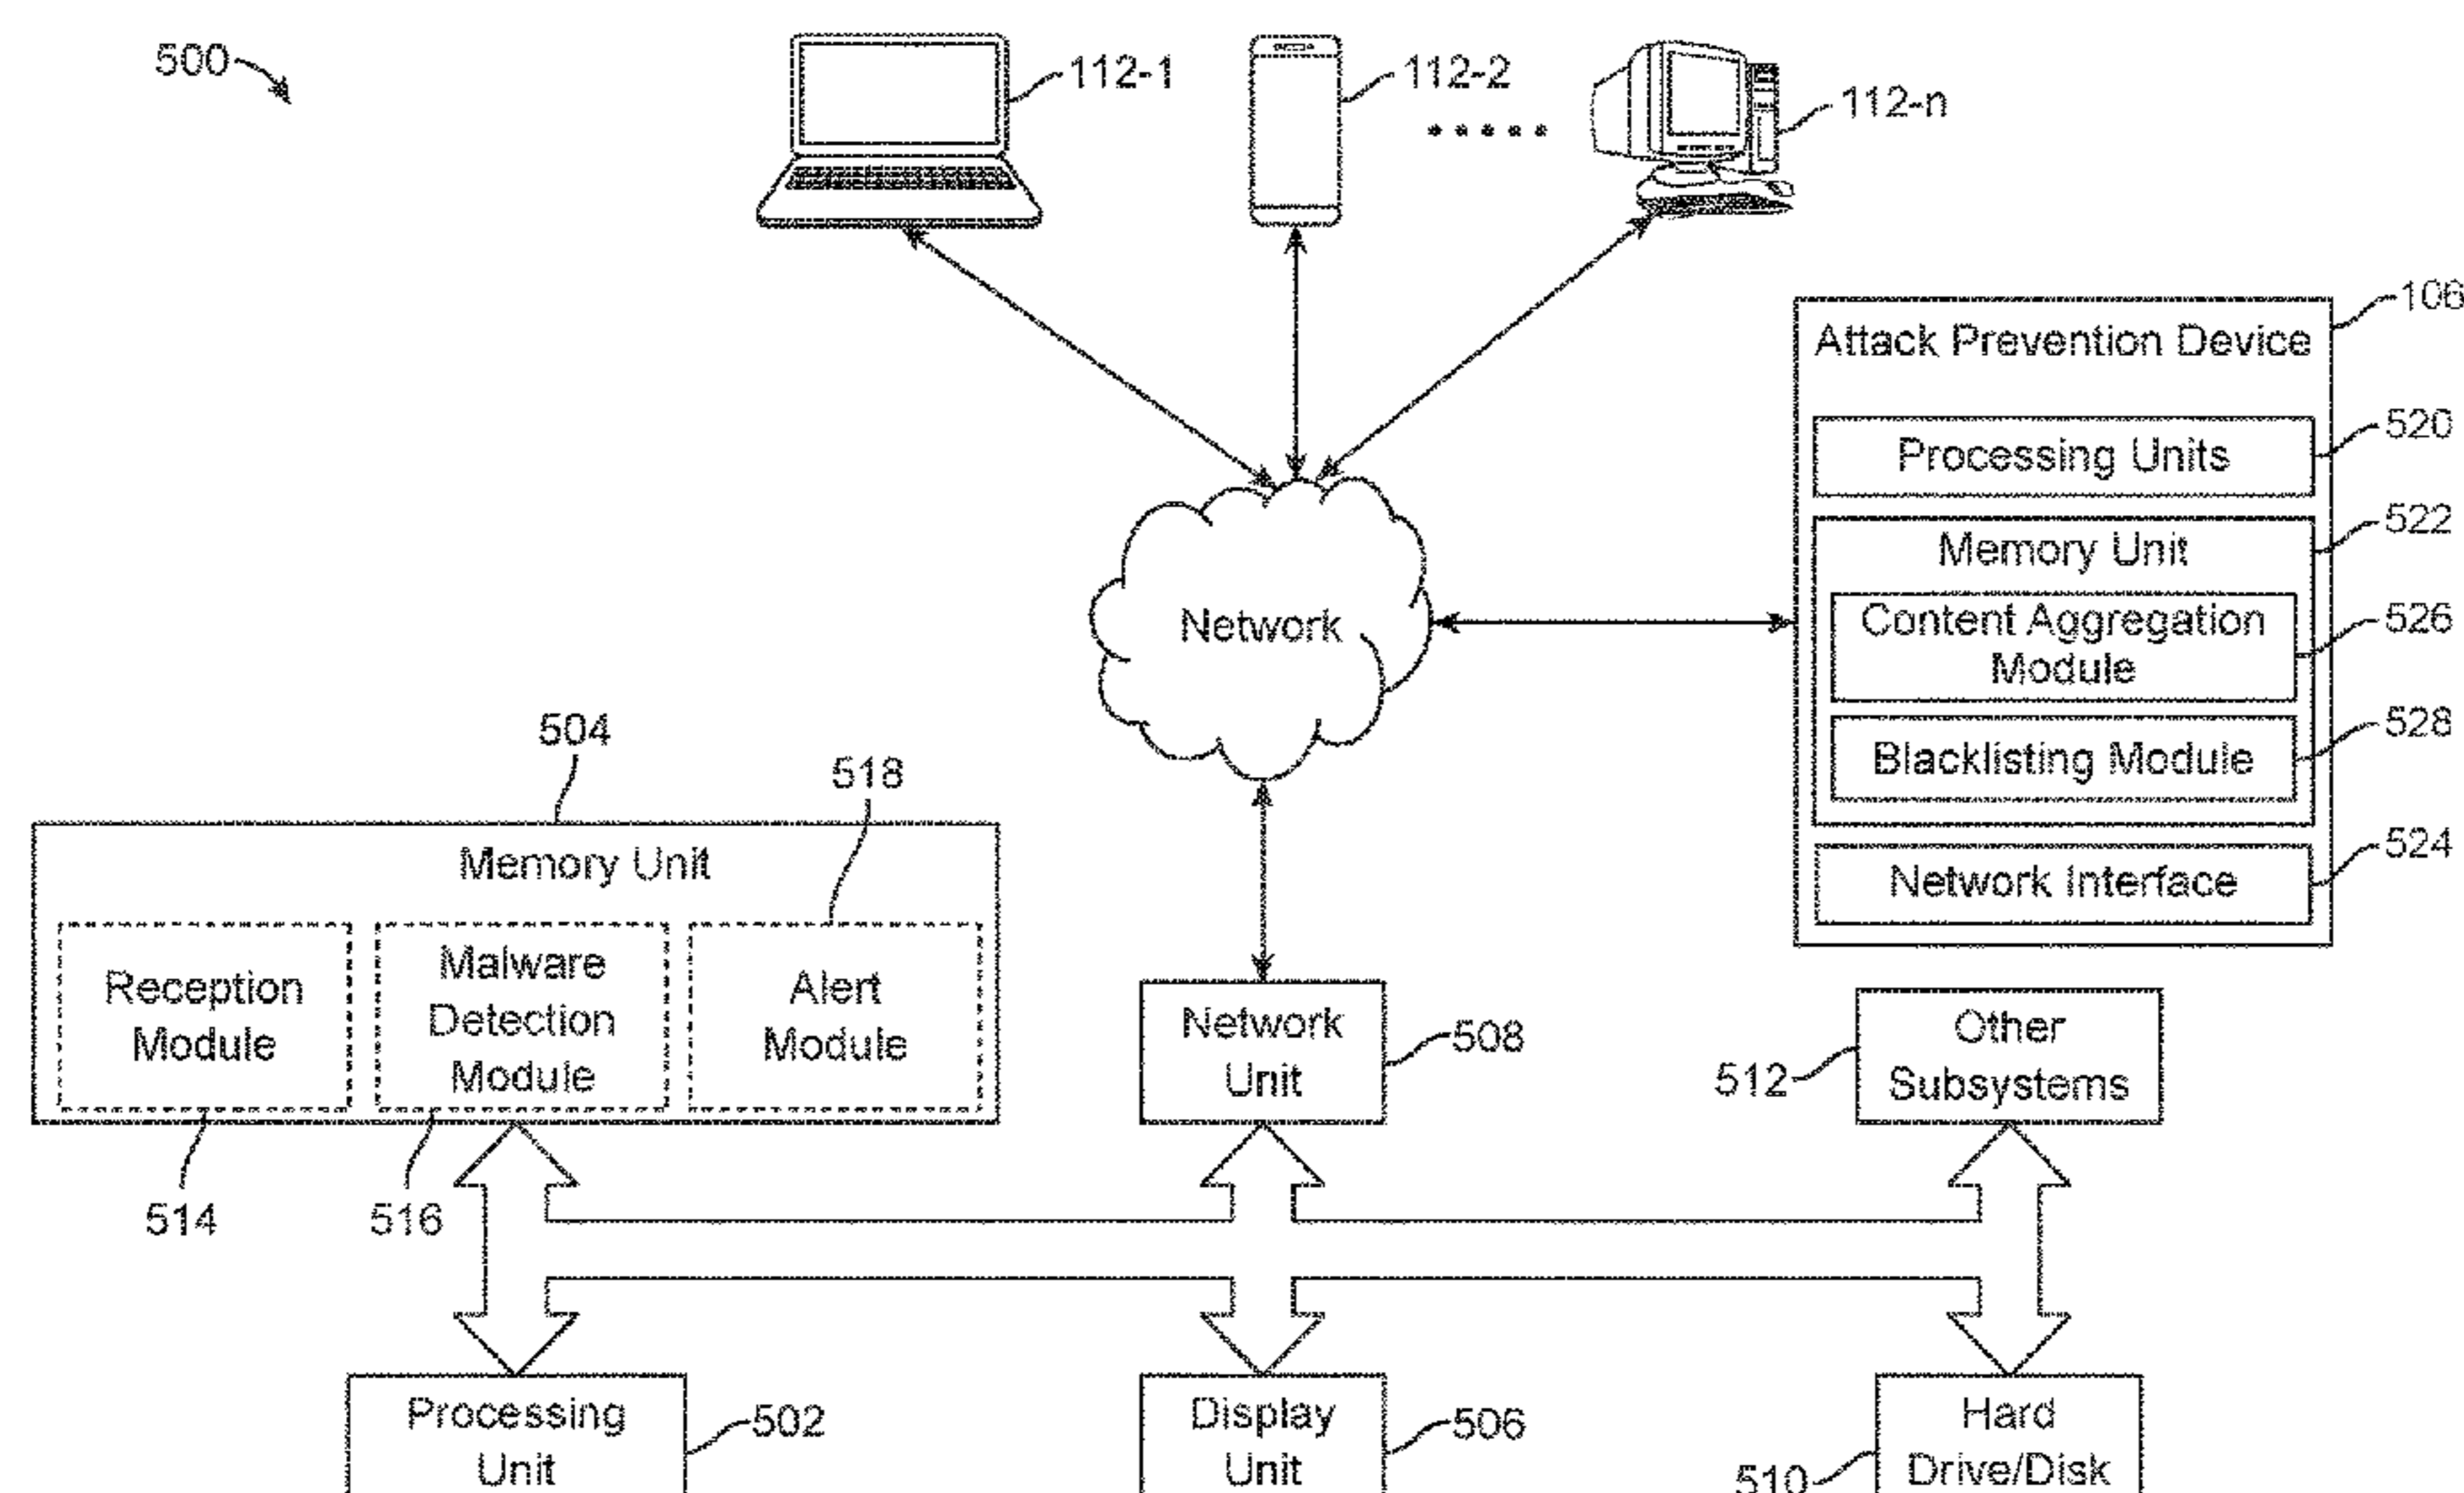 500
112-1
112-2
112-n
106
Attack Prevention Device
520
Processing Units
522
Memory Unit
526
Content Aggregation
Module
528
Blacklisting Module
524
Network Interface
Network
504
518
Memory Unit
Reception
Module
Malware
Detection
Module
Alert
Module
514
516
Network
Unit
508
Other
Subsystems
512
Processing
Unit
502
Display
Unit
506
Hard
Drive/Disk
510